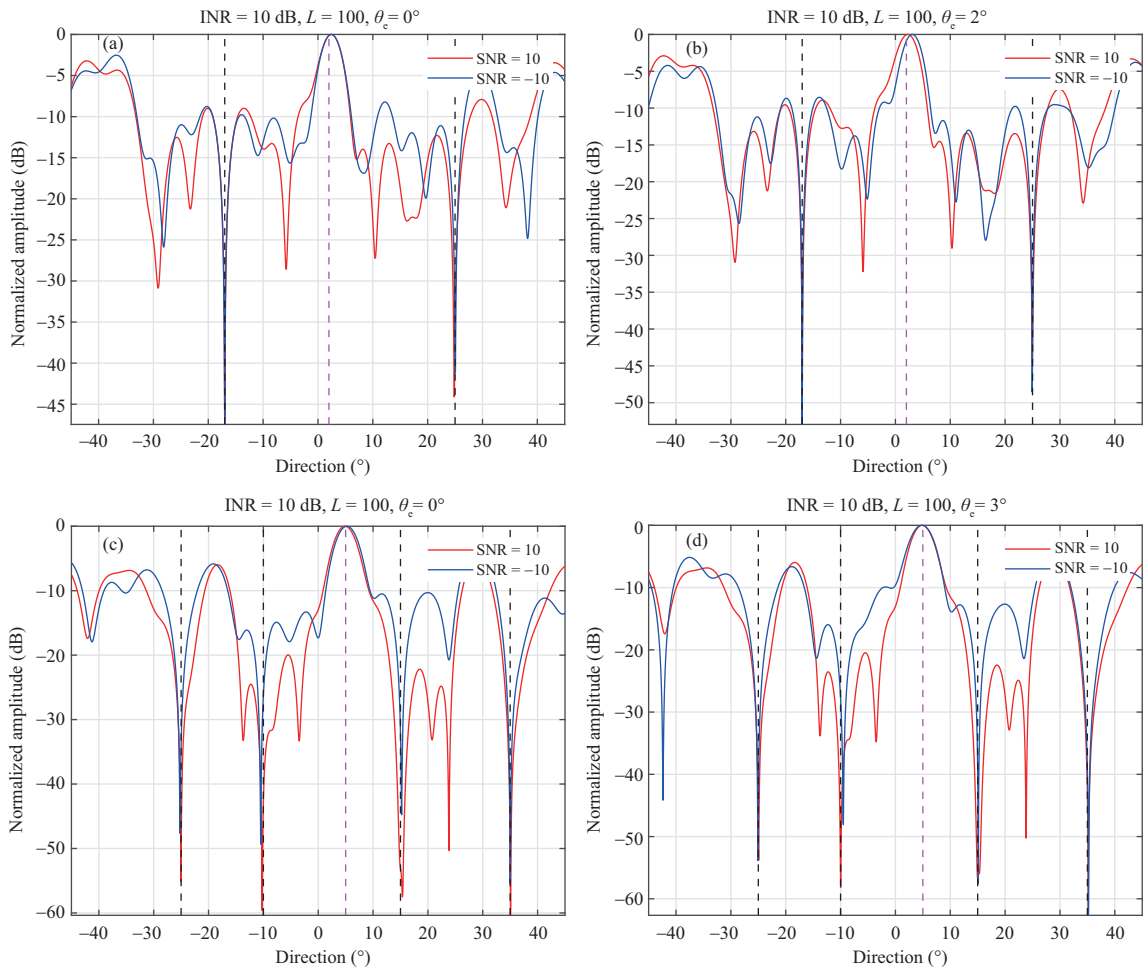 INR = 10 dB, L = 100, θe = 0°
(a)
SNR = 10
SNR = −10
0
−5
−10
−15
−20
−25
−30
−35
−40
−45
Normalized amplitude (dB)
−40 −30 −20 −10 0 10 20 30 40
Direction (°)
INR = 10 dB, L = 100, θe = 2°
(b)
SNR = 10
SNR = −10
0
−5
−10
−15
−20
−25
−30
−35
−40
−45
−50
Normalized amplitude (dB)
−40 −30 −20 −10 0 10 20 30 40
Direction (°)
INR = 10 dB, L = 100, θe = 0°
(c)
SNR = 10
SNR = −10
0
−10
−20
−30
−40
−50
−60
Normalized amplitude (dB)
−40 −30 −20 −10 0 10 20 30 40
Direction (°)
INR = 10 dB, L = 100, θe = 3°
(d)
SNR = 10
SNR = −10
0
−10
−20
−30
−40
−50
−60
Normalized amplitude (dB)
−40 −30 −20 −10 0 10 20 30 40
Direction (°)